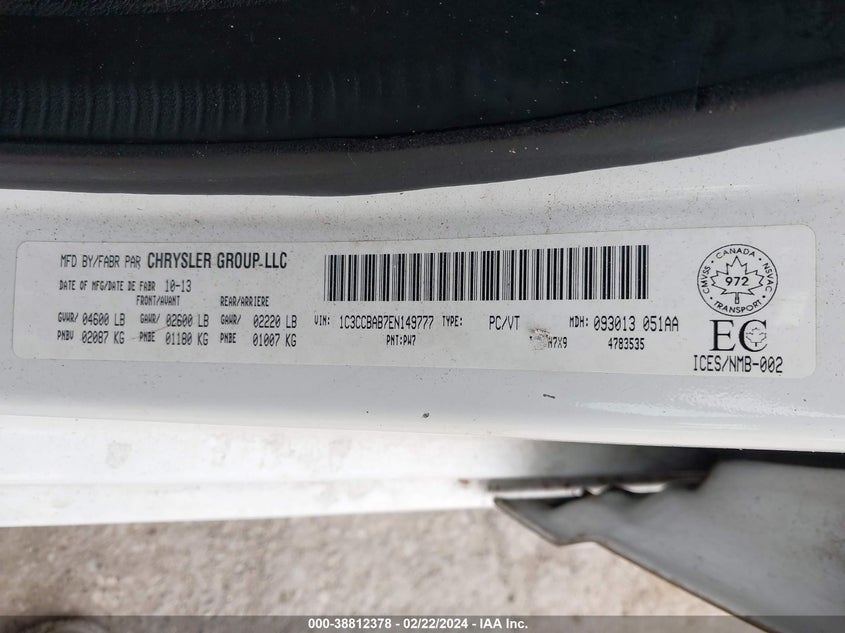 MFD BY/FABR PAR CHRYSLER GROUP LLC
DATE OF MFG/DATE DE FABR 10-13
FRONT/AVANT REAR/ARRIERE
GVWR/ 04600 LB GAWR/ 02600 LB GAWR/ 02220 LB
PNBV 02087 KG PNBE 01180 KG PNBE 01007 KG
VIN: 1C3CCBAB7EN149777 TYPE: PC/VT MDH: 093013 051AA
PNT:PW7 A7X9 4783535
CMVSS • CANADA • NSVAC
972
TRANSPORT
EC
ICES/NMB-002
000-38812378 - 02/22/2024 - IAA Inc.